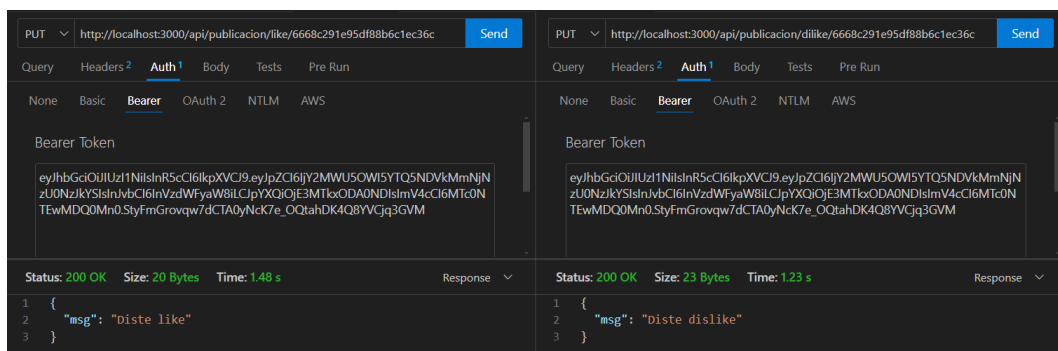 PUT http://localhost:3000/api/publicacion/like/6668c291e95df88b6c1ec36c Send
Query Headers 2 Auth 1 Body Tests Pre Run
None Basic Bearer OAuth 2 NTLM AWS
Bearer Token
eyJhbGciOiJIUzI1NiIsInR5cCI6IkpXVCJ9.eyJpZCI6IjY2MWU5OWI5YTQ5NDVkMmNjN
zU0NzJkYSIsInJvbCI6InVzdWFyaW8iLCJpYXQiOjE3MTkxODA0NDIsImV4cCI6MTc0N
TEwMDQ0Mn0.StyFmGrovqw7dCTA0yNcK7e_OQtahDK4Q8YVCjq3GVM
Status: 200 OK Size: 20 Bytes Time: 1.48 s Response
1 {
2 "msg": "Diste like"
3 }
PUT http://localhost:3000/api/publicacion/dilike/6668c291e95df88b6c1ec36c Send
Query Headers 2 Auth 1 Body Tests Pre Run
None Basic Bearer OAuth 2 NTLM AWS
Bearer Token
eyJhbGciOiJIUzI1NiIsInR5cCI6IkpXVCJ9.eyJpZCI6IjY2MWU5OWI5YTQ5NDVkMmNjN
zU0NzJkYSIsInJvbCI6InVzdWFyaW8iLCJpYXQiOjE3MTkxODA0NDIsImV4cCI6MTc0N
TEwMDQ0Mn0.StyFmGrovqw7dCTA0yNcK7e_OQtahDK4Q8YVCjq3GVM
Status: 200 OK Size: 23 Bytes Time: 1.23 s Response
1 {
2 "msg": "Diste dislike"
3 }